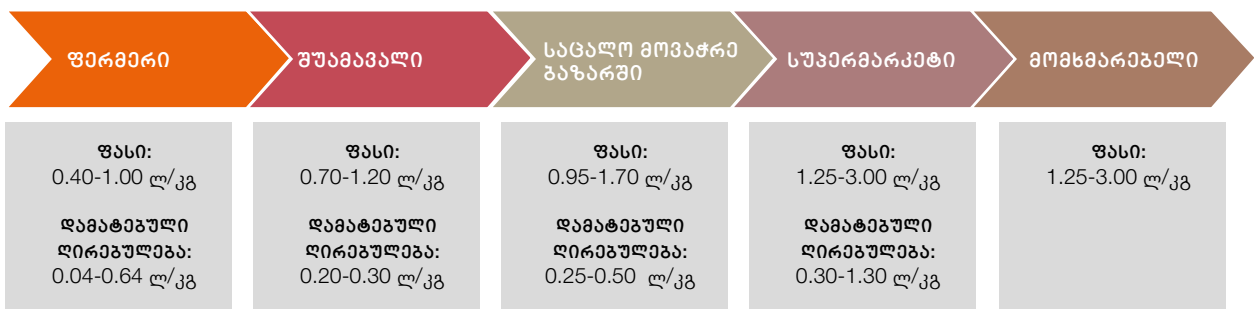 ფერმერი
შუამავალი
საცალო მოვაჭრე
ბაზარში
სუპერმარკეტი
მომხმარებელი
ფასი:
0.40-1.00 ლ/კგ
დამატებული
ღირებულება:
0.04-0.64 ლ/კგ
ფასი:
0.70-1.20 ლ/კგ
დამატებული
ღირებულება:
0.20-0.30 ლ/კგ
ფასი:
0.95-1.70 ლ/კგ
დამატებული
ღირებულება:
0.25-0.50 ლ/კგ
ფასი:
1.25-3.00 ლ/კგ
დამატებული
ღირებულება:
0.30-1.30 ლ/კგ
ფასი:
1.25-3.00 ლ/კგ